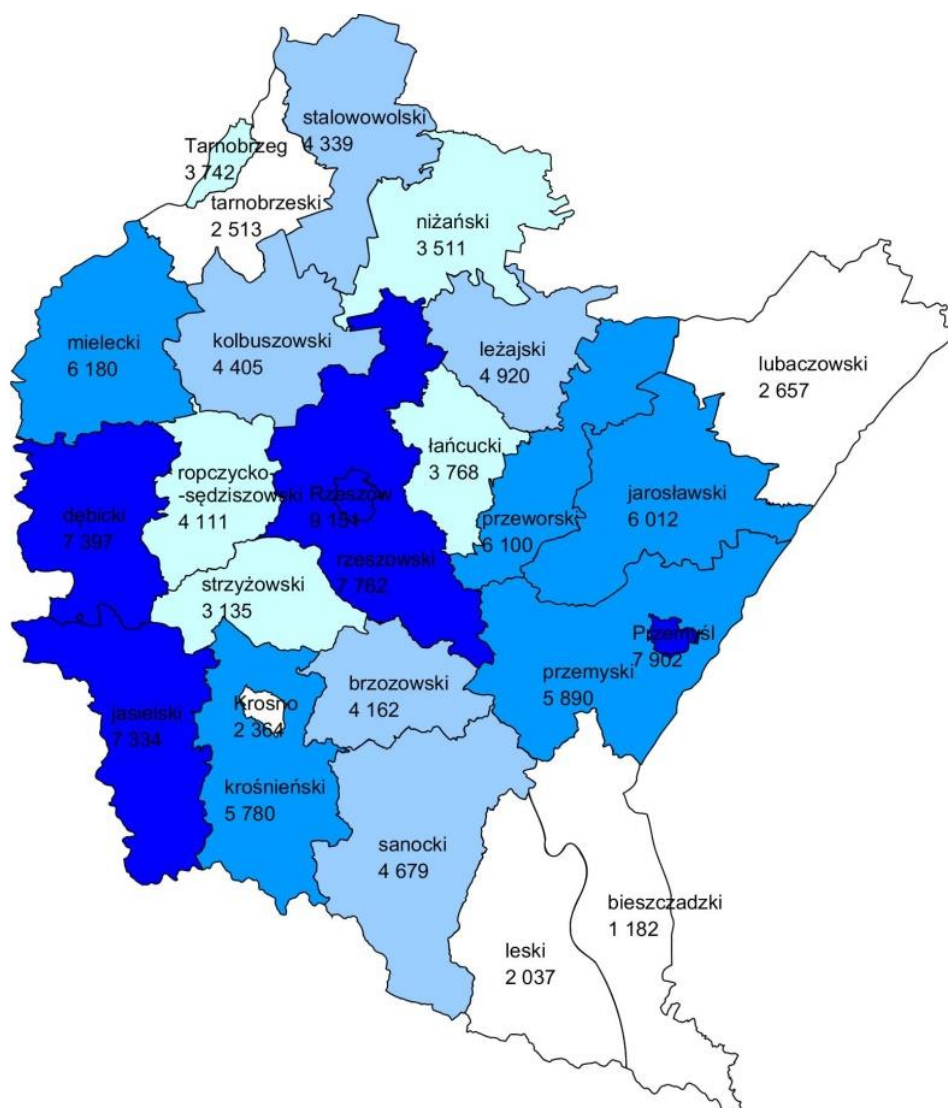 stalowowolski
4 339
Tarnobrzeg
3 742
tarnobrzeski
2 513
niżański
3 511
mielecki
6 180
kolbuszowski
4 405
leżajski
4 920
lubaczowski
2 657
łańcucki
3 768
ropczycko-
-sędziszowski
4 111
Rzeszów
9 151
dębicki
7 397
przeworski
6 100
jarosławski
6 012
rzeszowski
7 762
strzyżowski
3 135
Przemyśl
7 902
przemyski
5 890
brzozowski
4 162
Krosno
2 364
jasielski
7 334
krośnieński
5 780
sanocki
4 679
bieszczadzki
1 182
leski
2 037